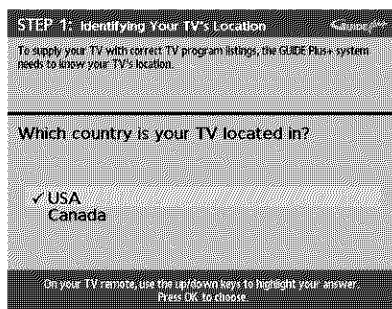 STEP 1: Identifying Your TV's Location
GUIDE Plus+
To supply your TV with correct TV program listings, the GUIDE Plus+ system
needs to know your TV's location.
Which country is your TV located in?
✓ USA
Canada
On your TV remote, use the up/down keys to highlight your answer.
Press OK to choose.